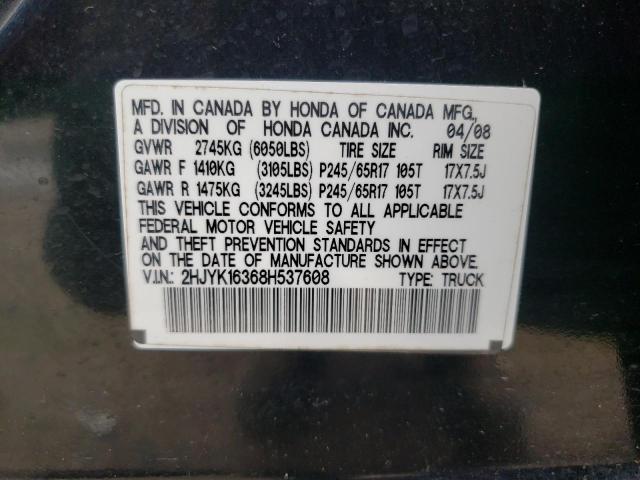 MFD. IN CANADA BY HONDA OF CANADA MFG.,
A DIVISION OF HONDA CANADA INC. 04/08
GVWR 2745KG (6050LBS) TIRE SIZE RIM SIZE
GAWR F 1410KG (3105LBS) P245/65R17 105T 17X7.5J
GAWR R 1475KG (3245LBS) P245/65R17 105T 17X7.5J
THIS VEHICLE CONFORMS TO ALL APPLICABLE
FEDERAL MOTOR VEHICLE SAFETY
AND THEFT PREVENTION STANDARDS IN EFFECT
ON THE DATE OF MANUFACTURE SHOWN ABOVE.
V.I.N.: 2HJYK16368H537608 TYPE: TRUCK